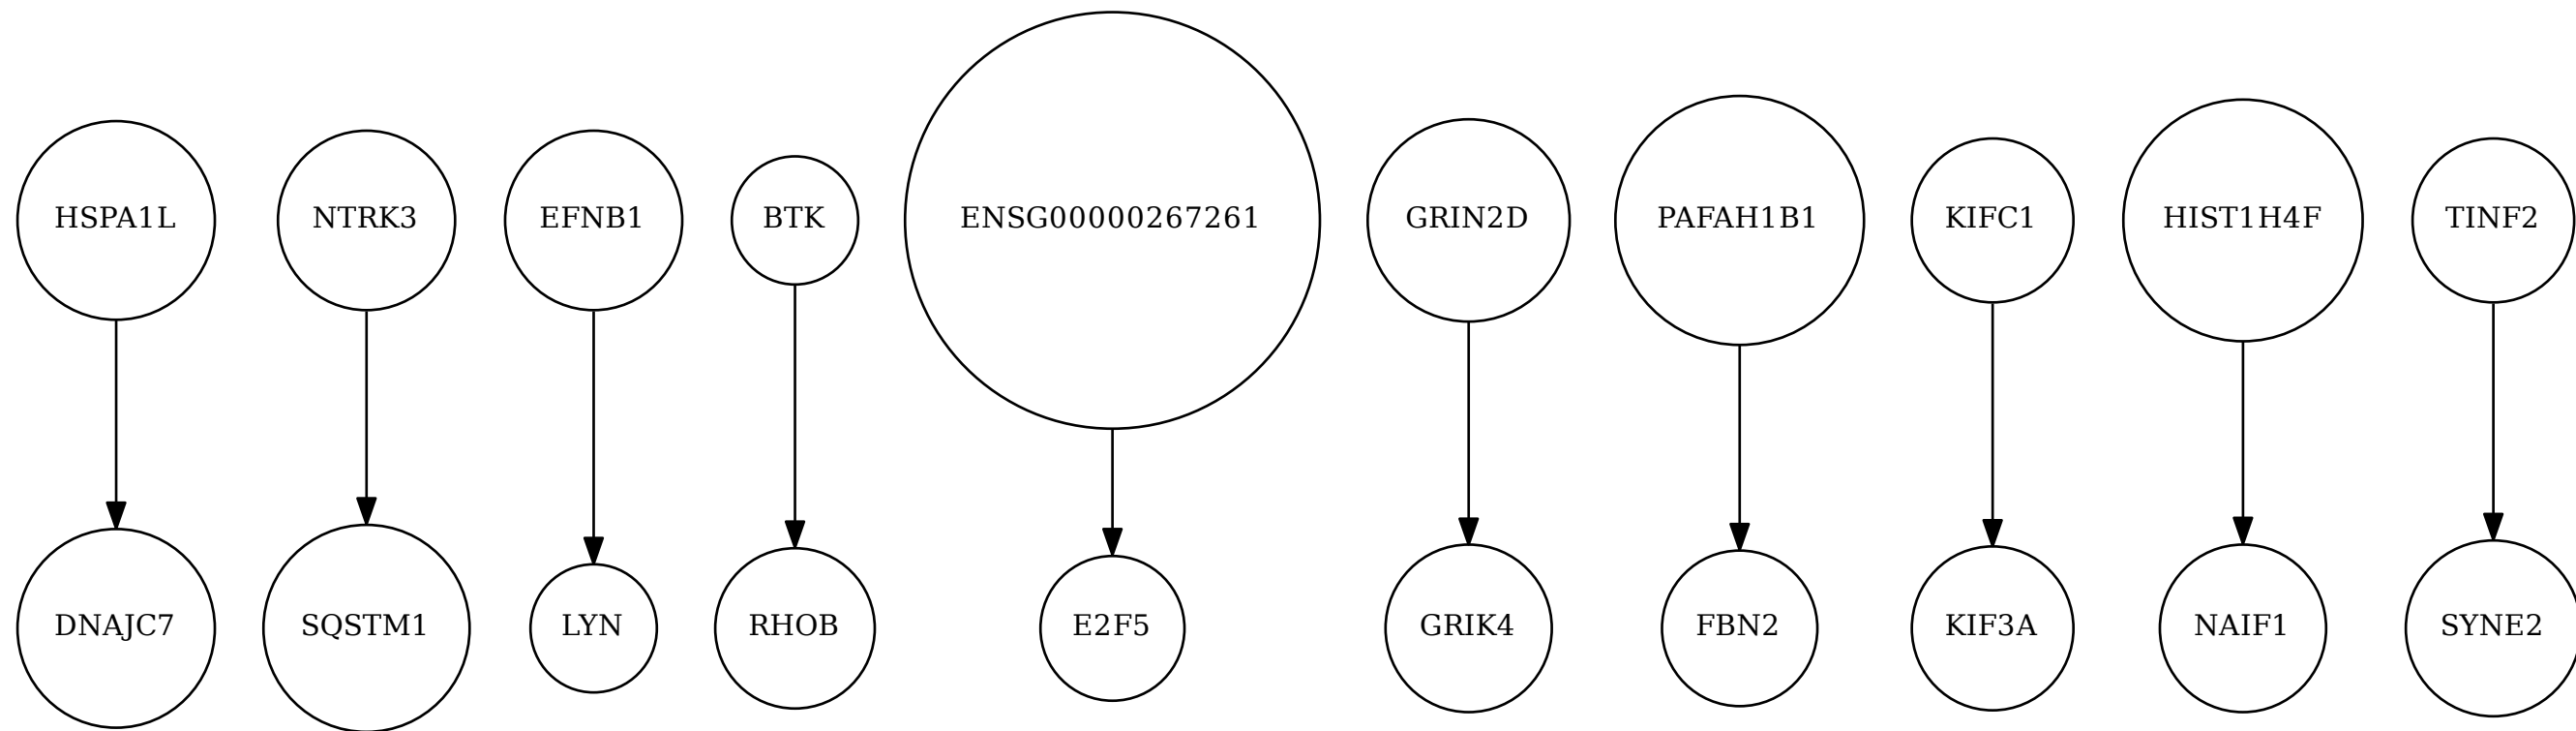 HSPA1L
NTRK3
EFNB1
BTK
ENSG00000267261
GRIN2D
PAFAH1B1
KIFC1
HIST1H4F
TINF2
DNAJC7
SQSTM1
LYN
RHOB
E2F5
GRIK4
FBN2
KIF3A
NAIF1
SYNE2